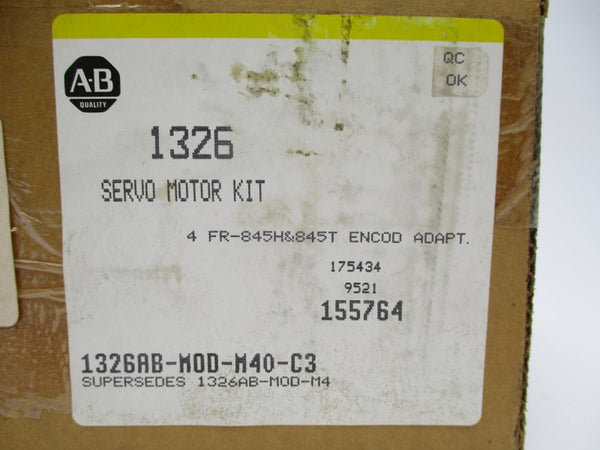 A-B
QUALITY
QC
OK
1326
SERVO MOTOR KIT
4 FR-845H&845T ENCOD ADAPT.
175434
9521
155764
1326AB-MOD-M40-C3
SUPERSEDES 1326AB-MOD-M4